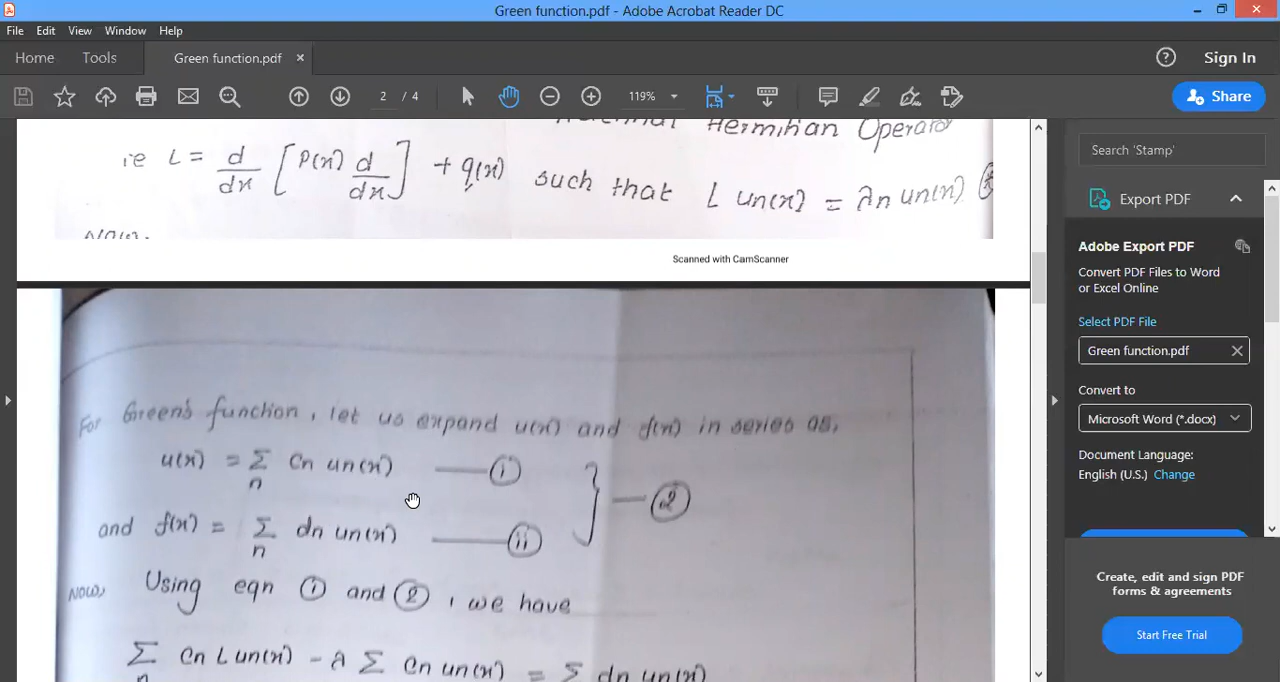 Green function.pdf - Adobe Acrobat Reader DC
File Edit View Window Help
Home Tools Green function.pdf × Sign In
2 / 4 119% Share
Hermitian Operator
ie L = d/dx [P(x) d/dx] + q(x) such that L un(x) = λn un(x)
Now,
Scanned with CamScanner
For Green's function, let us expand u(x) and f(x) in series as,
u(x) = Σn Cn un(x) — (i)
} — (2)
and f(x) = Σn dn un(x) — (ii)
Now, Using eqn (1) and (2), we have
Σn Cn L un(x) - λ Σ Cn un(x) = Σ dn un(x)
Search 'Stamp'
Export PDF
Adobe Export PDF
Convert PDF Files to Word
or Excel Online
Select PDF File
Green function.pdf ×
Convert to
Microsoft Word (*.docx)
Document Language:
English (U.S.) Change
Create, edit and sign PDF
forms & agreements
Start Free Trial